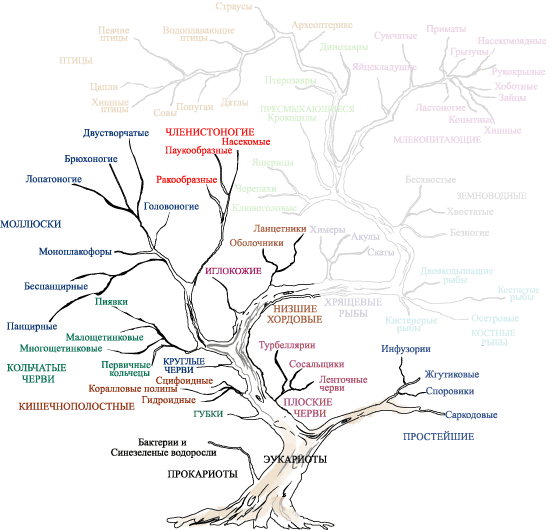 Страусы
Певчие
птицы
Водоплавающие
птицы
Археоптерикс
Динозавры
Сумчатые
Приматы
Насекомоядные
Грызуны
ПТИЦЫ
Яйцекладущие
Рукокрылые
Цапли
Птерозавры
Хоботные
Зайцы
Хищные
птицы
Совы
Попугаи
Дятлы
ПРЕСМЫКАЮЩИЕСЯ
Крокодилы
Ластоногие
Копытные
Хищные
МЛЕКОПИТАЮЩИЕ
Двустворчатые
ЧЛЕНИСТОНОГИЕ
Насекомые
Паукообразные
Брюхоногие
Ящерицы
Лопатоногие
Ракообразные
Бесхвостые
Черепахи
ЗЕМНОВОДНЫЕ
Головоногие
Клювоголовые
Хвостатые
МОЛЛЮСКИ
Ланцетники
Химеры
Безногие
Оболочники
Акулы
Моноплакофоры
Скаты
ИГЛОКОЖИЕ
Двоякодышащие
рыбы
Беспанцирные
Пиявки
НИЗШИЕ
ХОРДОВЫЕ
ХРЯЩЕВЫЕ
РЫБЫ
Костистые
рыбы
Панцирные
Кистеперые
рыбы
Осетровые
Малощетинковые
Многощетинковые
КОСТНЫЕ
РЫБЫ
Турбеллярии
Инфузории
КОЛЬЧАТЫЕ
ЧЕРВИ
Первичные
кольчецы
КРУГЛЫЕ
ЧЕРВИ
Сосальщики
Ленточные
черви
Жгутиковые
Сцифоидные
Коралловые полипы
Гидроидные
Споровики
КИШЕЧНОПОЛОСТНЫЕ
ПЛОСКИЕ
ЧЕРВИ
ГУБКИ
Саркодовые
ПРОСТЕЙШИЕ
Бактерии и
Синезеленые водоросли
ЭУКАРИОТЫ
ПРОКАРИОТЫ